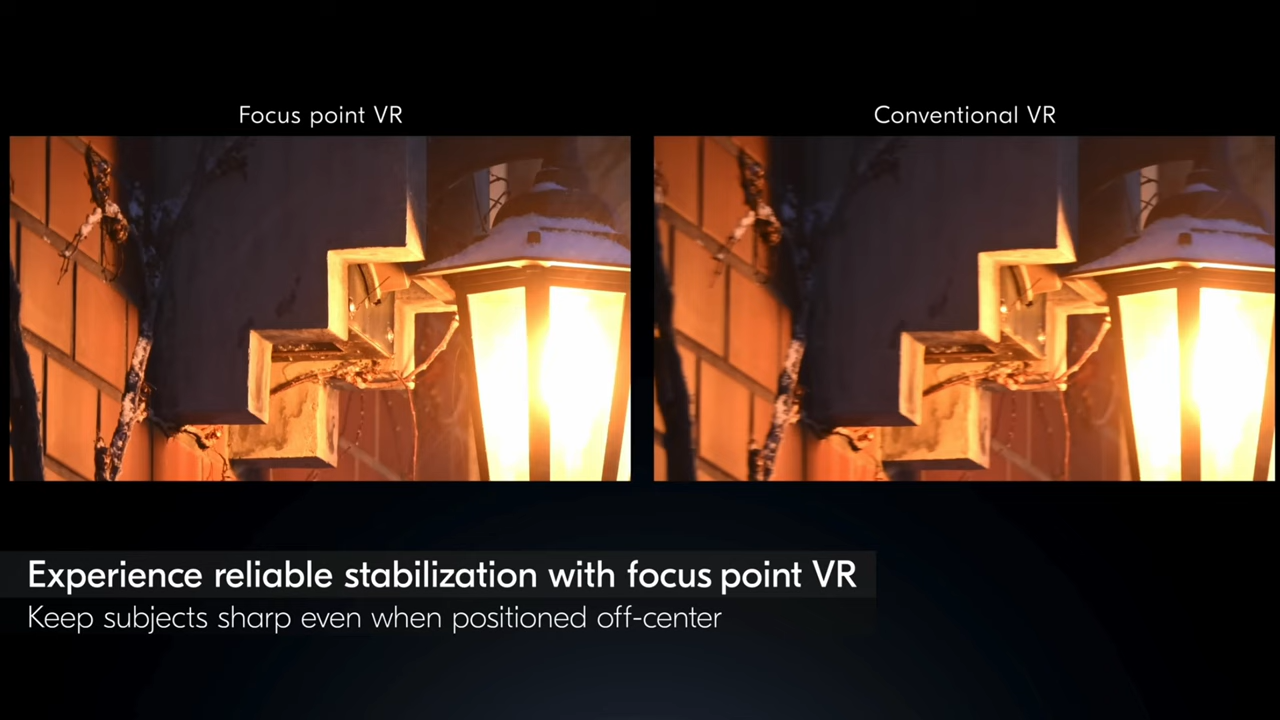 Focus point VR
Conventional VR
Experience reliable stabilization with focus point VR
Keep subjects sharp even when positioned off-center